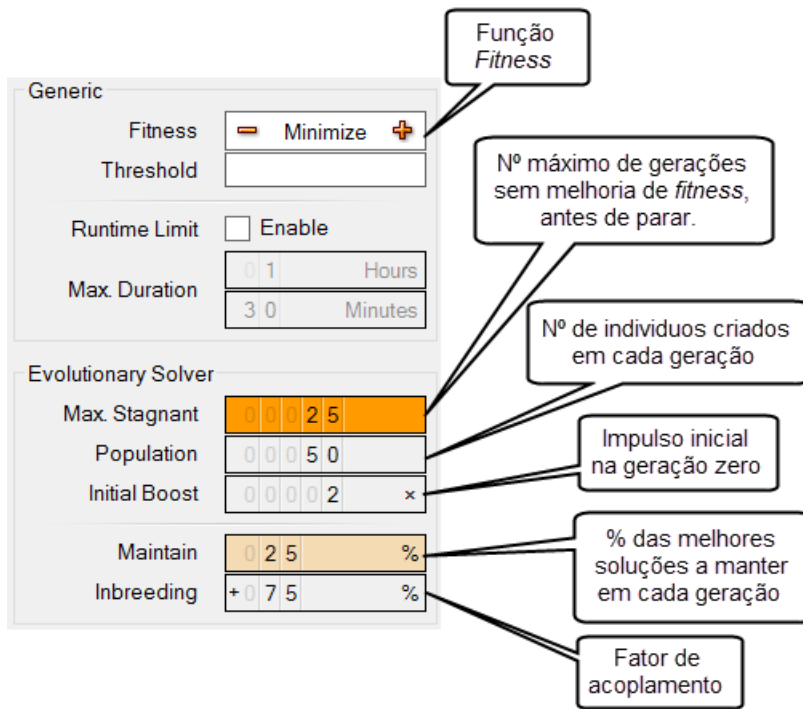 Função
Fitness
Generic
Fitness
Minimize
Threshold
Nº máximo de gerações
sem melhoria de fitness,
antes de parar.
Runtime Limit
Enable
Max. Duration
0 1 Hours
3 0 Minutes
Nº de individuos criados
em cada geração
Evolutionary Solver
Max. Stagnant
0 0 0 2 5
Population
0 0 0 5 0
Initial Boost
0 0 0 0 2 ×
Impulso inicial
na geração zero
Maintain
0 2 5 %
Inbreeding
+ 0 7 5 %
% das melhores
soluções a manter
em cada geração
Fator de
acoplamento